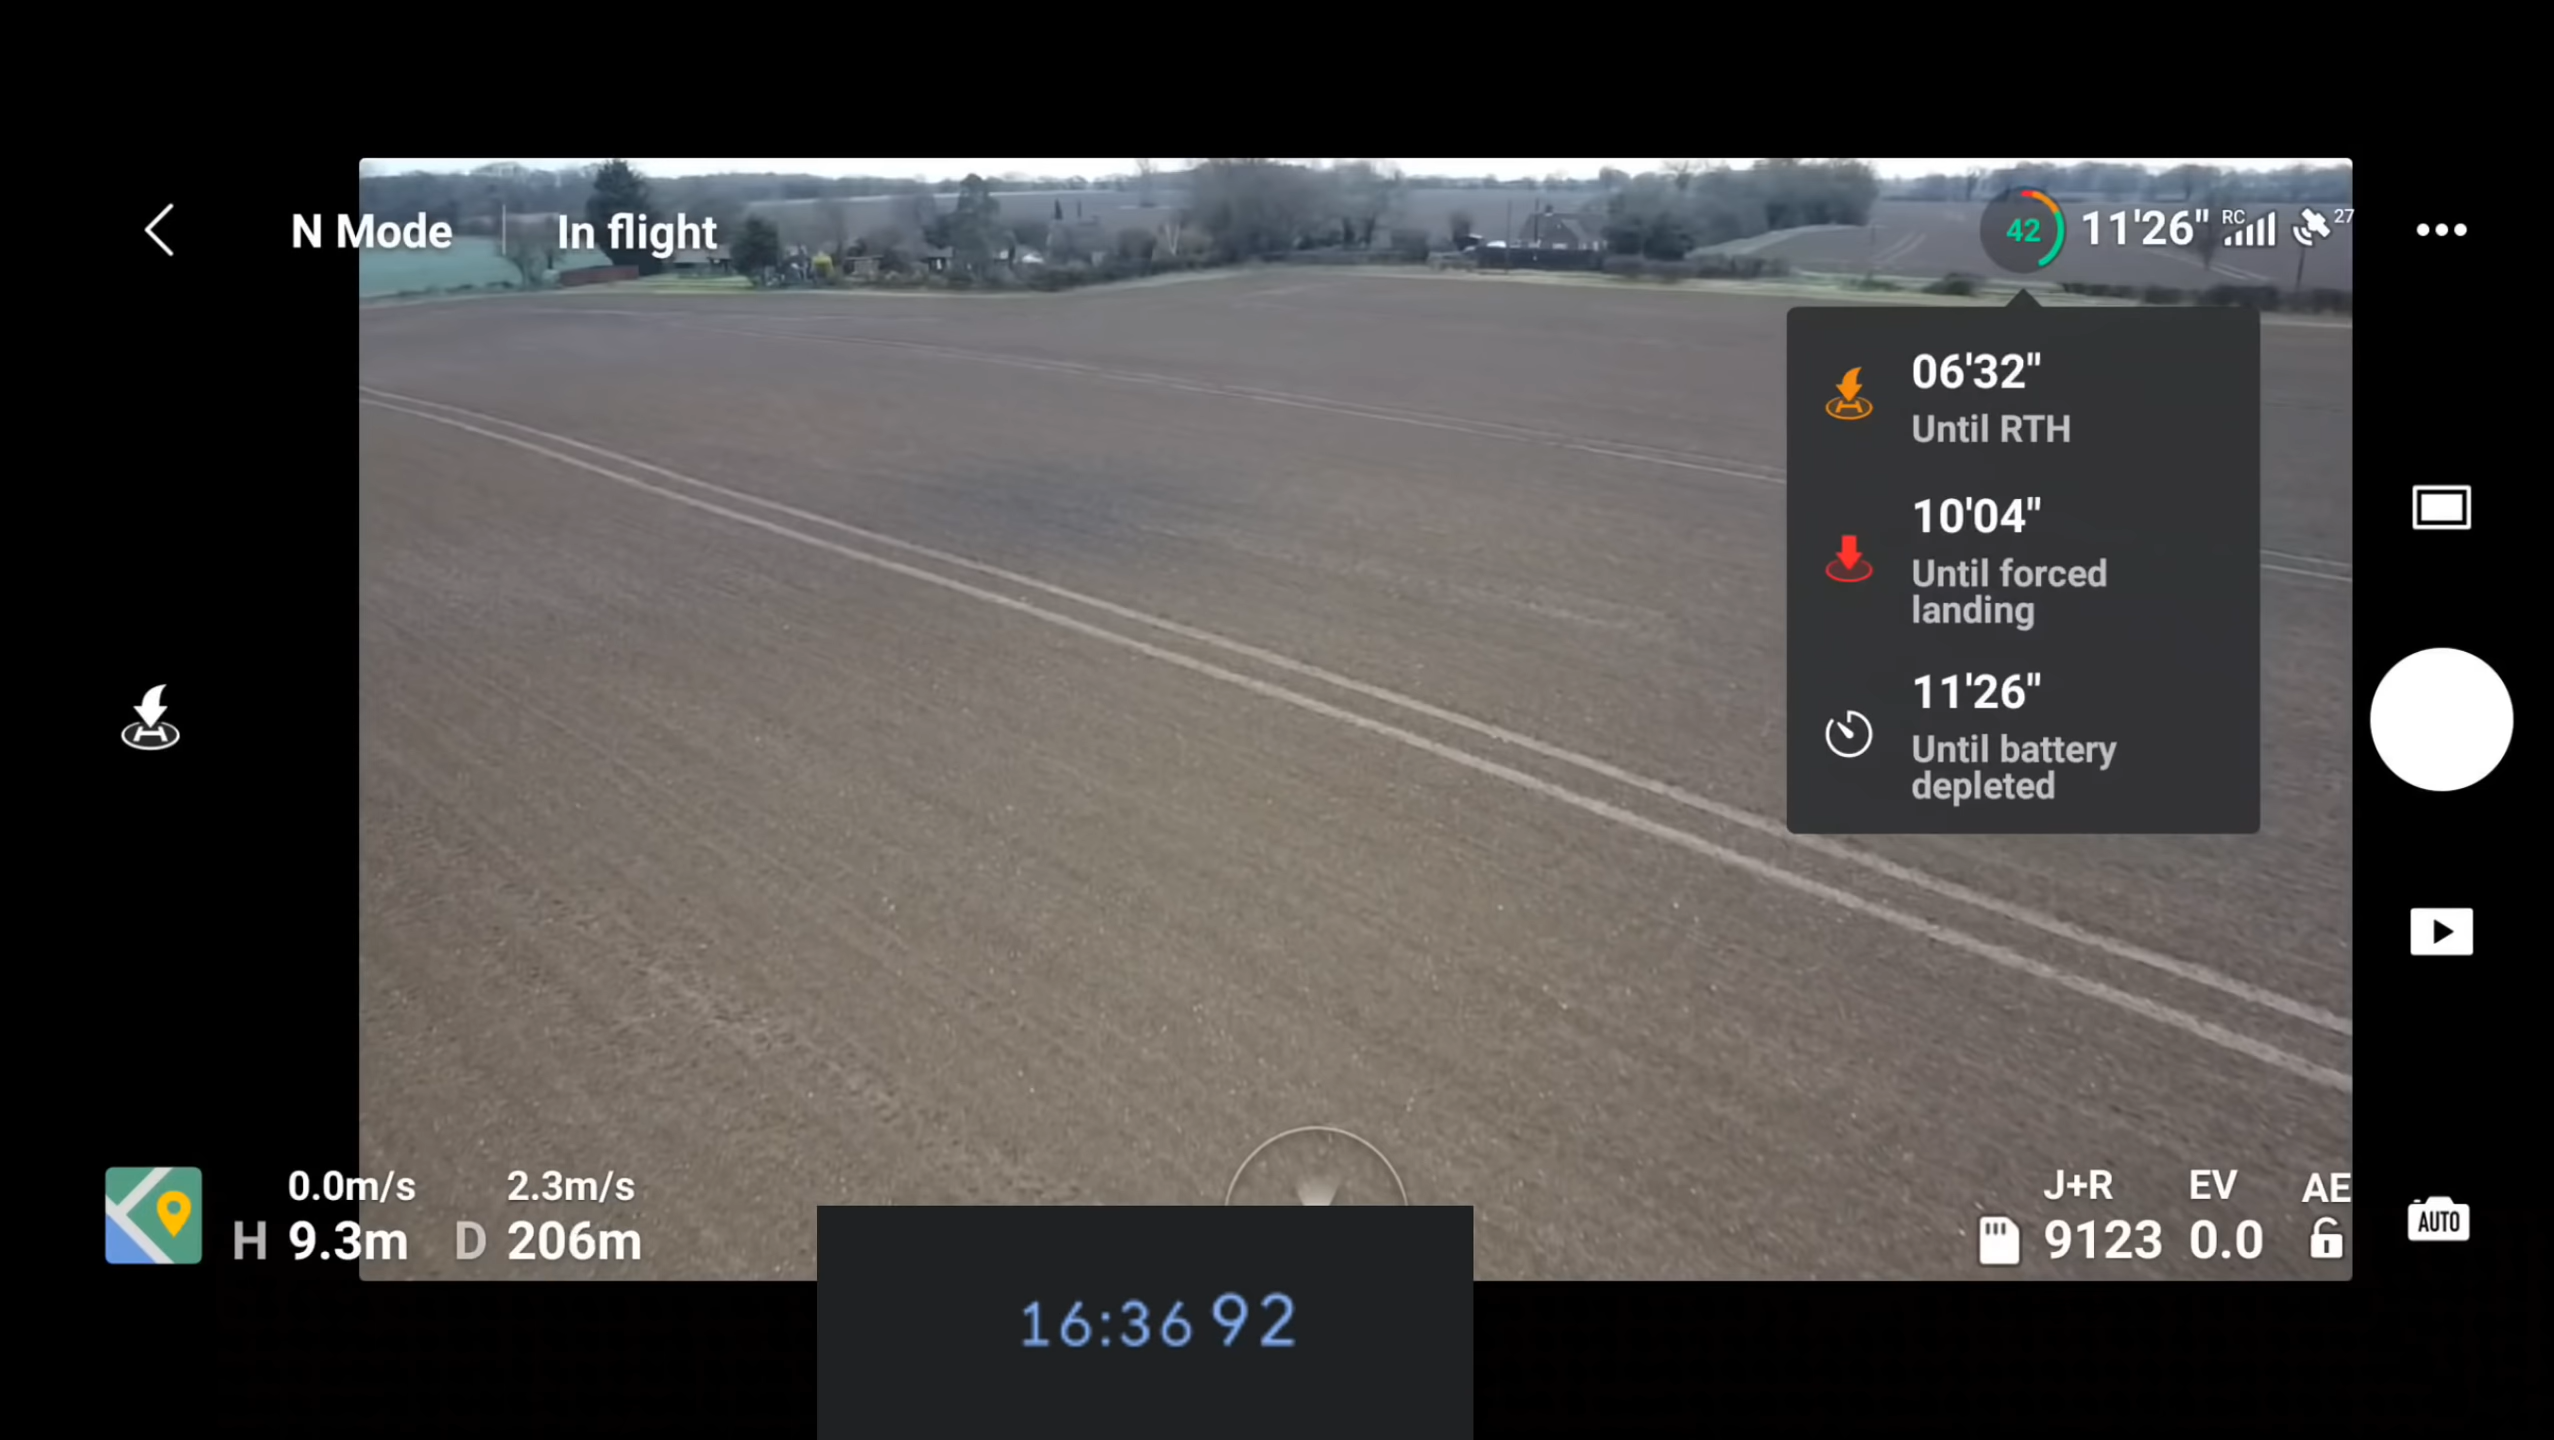 N Mode
In flight
42
11'26"
RC
27
06'32"
Until RTH
10'04"
Until forced
landing
11'26"
Until battery
depleted
0.0m/s
2.3m/s
H 9.3m
D 206m
J+R
EV
AE
9123
0.0
AUTO
16:36 92